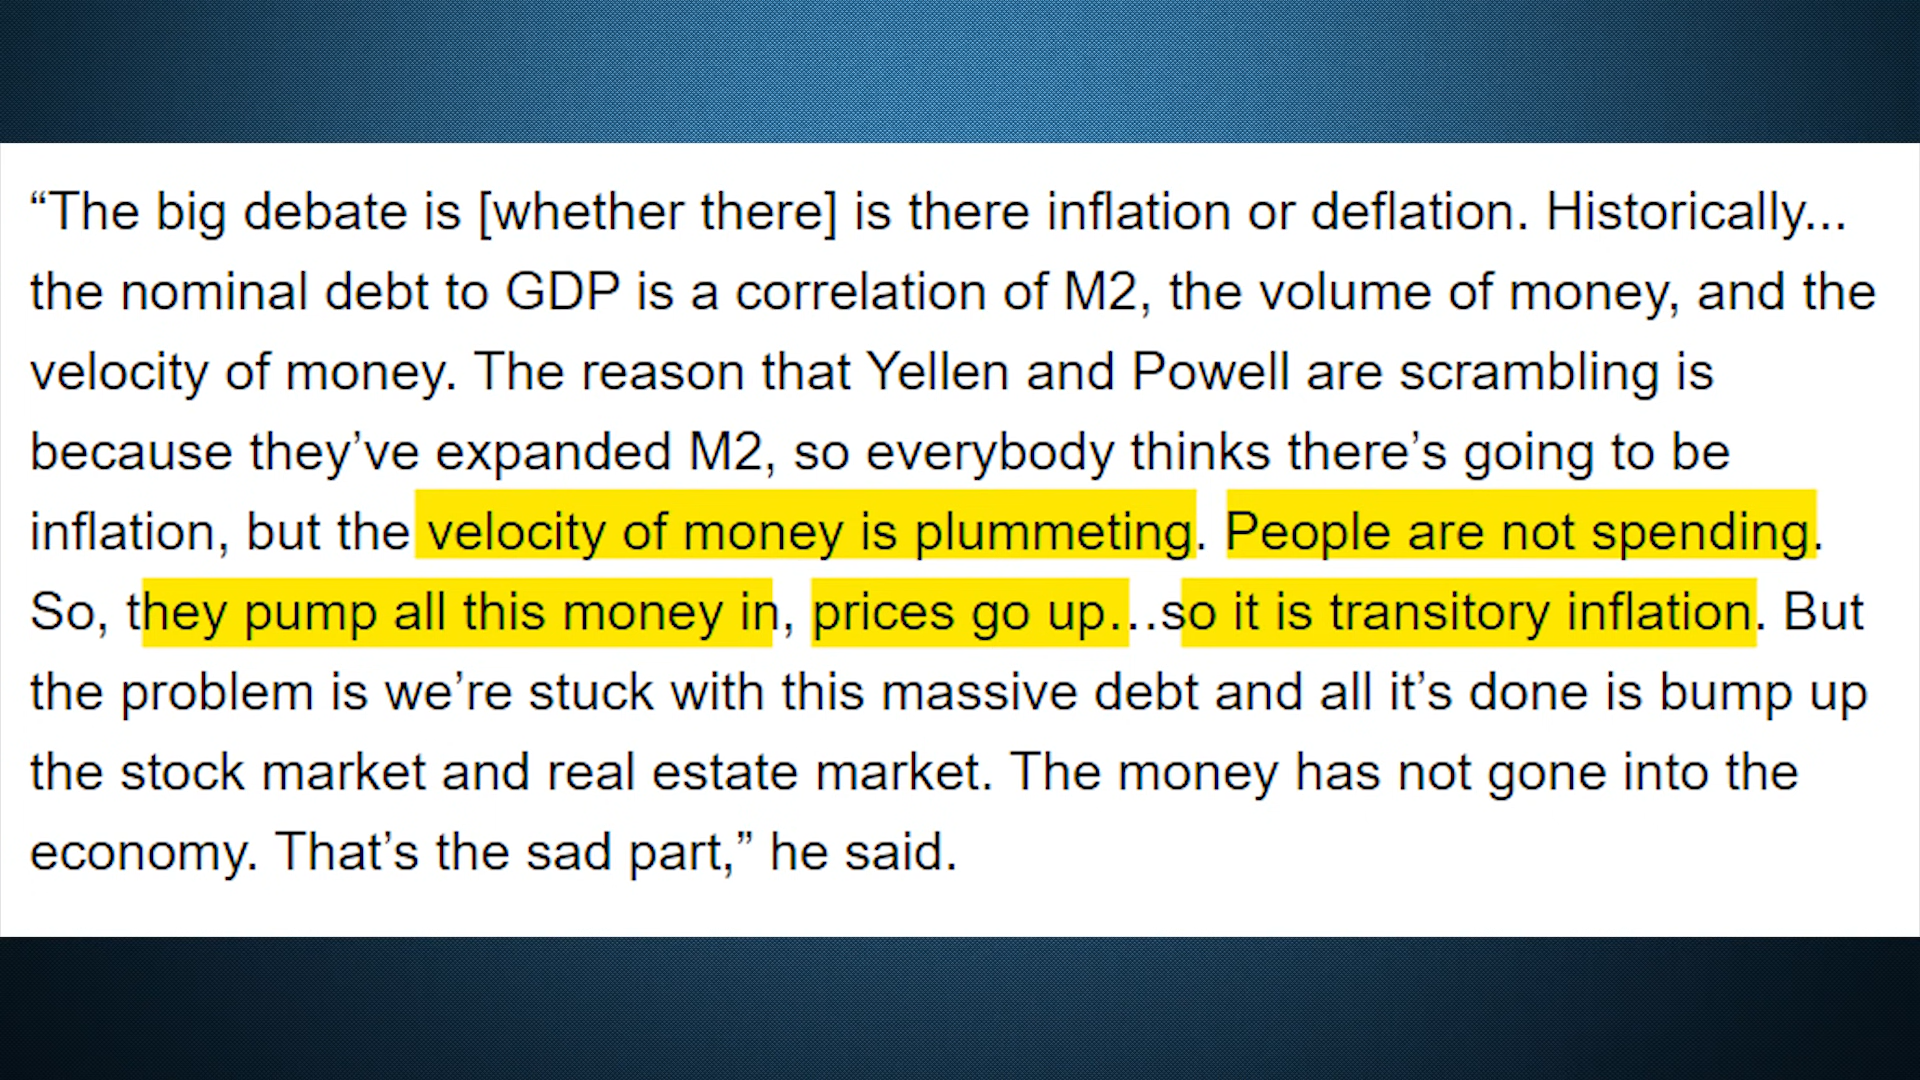 “The big debate is [whether there] is there inflation or deflation. Historically...
the nominal debt to GDP is a correlation of M2, the volume of money, and the
velocity of money. The reason that Yellen and Powell are scrambling is
because they’ve expanded M2, so everybody thinks there’s going to be
inflation, but the velocity of money is plummeting. People are not spending.
So, they pump all this money in, prices go up…so it is transitory inflation. But
the problem is we’re stuck with this massive debt and all it’s done is bump up
the stock market and real estate market. The money has not gone into the
economy. That’s the sad part,” he said.